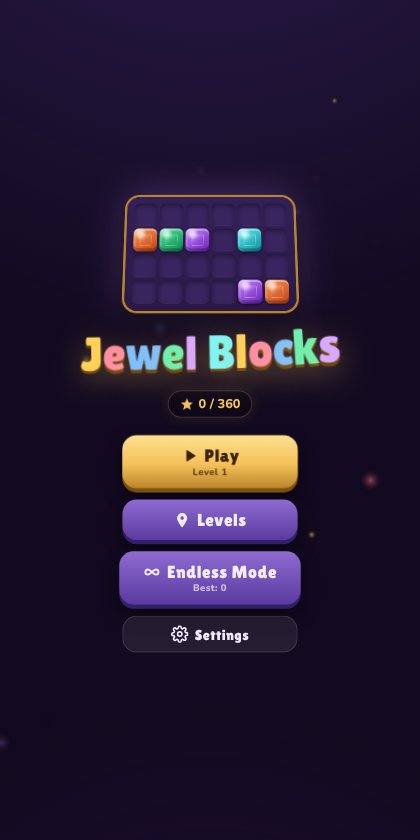 Jewel Blocks
0 / 360
Play
Level 1
Levels
Endless Mode
Best: 0
Settings